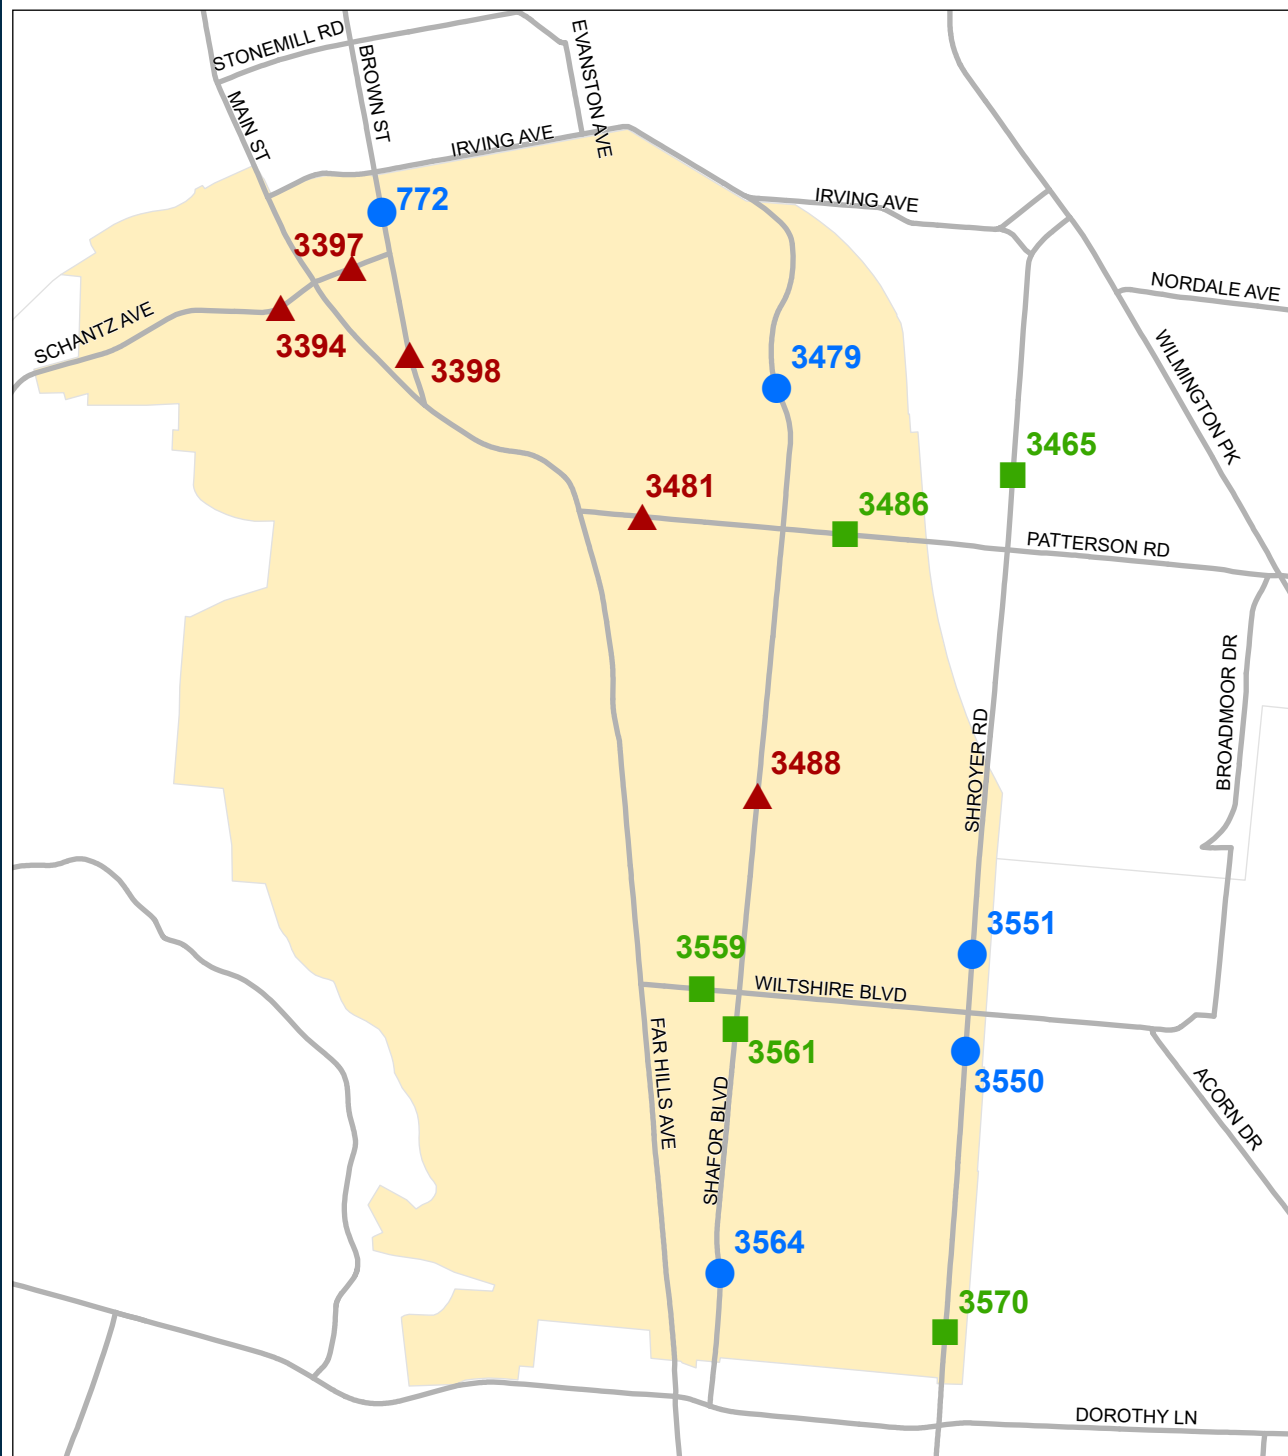 STONEMILL RD
BROWN ST
EVANSTON AVE
MAIN ST
IRVING AVE
772
IRVING AVE
3397
NORDALE AVE
SCHANTZ AVE
3394
3398
3479
WILMINGTON PK
3465
3481
3486
PATTERSON RD
BROADMOOR DR
SHROYER RD
3488
3551
3559
WILTSHIRE BLVD
FAR HILLS AVE
3561
3550
SHAFOR BLVD
ACORN DR
3564
3570
DOROTHY LN